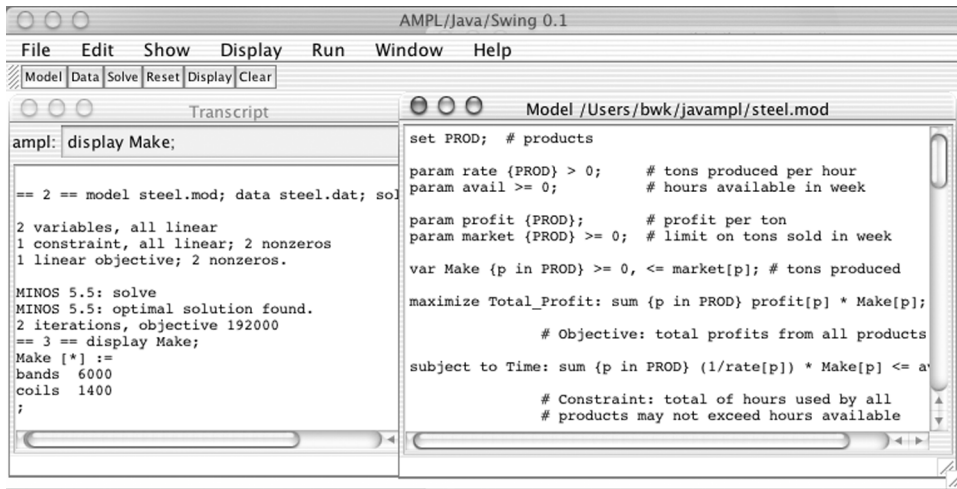 AMPL/Java/Swing 0.1
File Edit Show Display Run Window Help
Model Data Solve Reset Display Clear
Transcript
ampl: display Make;
== 2 == model steel.mod; data steel.dat; sol
2 variables, all linear
1 constraint, all linear; 2 nonzeros
1 linear objective; 2 nonzeros.
MINOS 5.5: solve
MINOS 5.5: optimal solution found.
2 iterations, objective 192000
== 3 == display Make;
Make [*] :=
bands 6000
coils 1400
;
Model /Users/bwk/javampl/steel.mod
set PROD; # products
param rate {PROD} > 0; # tons produced per hour
param avail >= 0; # hours available in week
param profit {PROD}; # profit per ton
param market {PROD} >= 0; # limit on tons sold in week
var Make {p in PROD} >= 0, <= market[p]; # tons produced
maximize Total_Profit: sum {p in PROD} profit[p] * Make[p];
# Objective: total profits from all products
subject to Time: sum {p in PROD} (1/rate[p]) * Make[p] <= a
# Constraint: total of hours used by all
# products may not exceed hours available